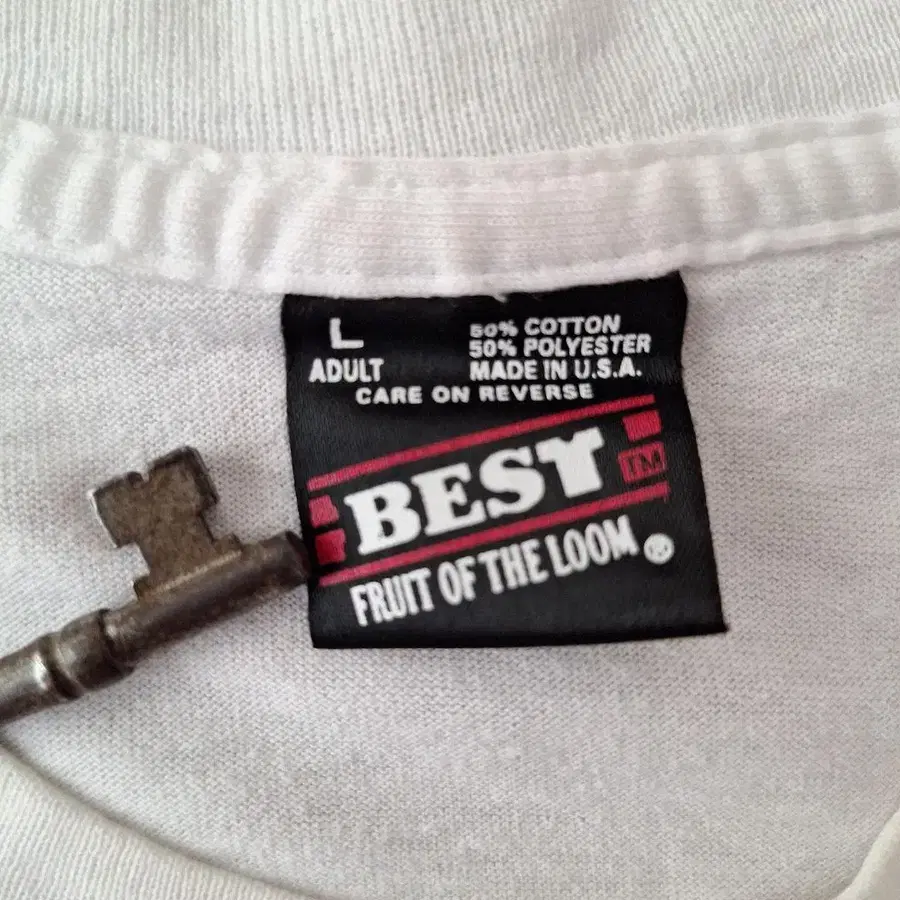 L
ADULT
50% COTTON
50% POLYESTER
MADE IN U.S.A.
CARE ON REVERSE
BEST TM
FRUIT OF THE LOOM ®